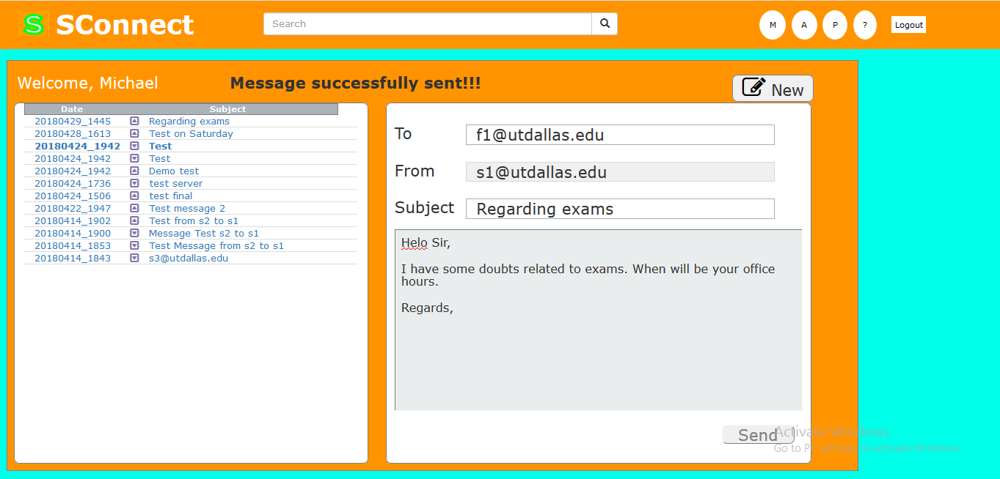 S SConnect Search M A P ? Logout
Welcome, Michael Message successfully sent!!! New
Date Subject
20180429_1445 Regarding exams
20180428_1613 Test on Saturday
20180424_1942 Test
20180424_1942 Test
20180424_1942 Demo test
20180424_1736 test server
20180424_1506 test final
20180422_1947 Test message 2
20180414_1902 Test from s2 to s1
20180414_1900 Message Test s2 to s1
20180414_1853 Test Message from s2 to s1
20180414_1843 s3@utdallas.edu
To f1@utdallas.edu
From s1@utdallas.edu
Subject Regarding exams
Helo Sir,
I have some doubts related to exams. When will be your office
hours.
Regards,
Send
Activate Windows
Go to PC settings to activate Windows.